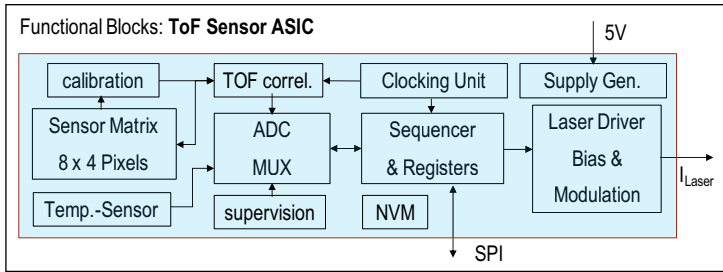 Functional Blocks: ToF Sensor ASIC
5V
calibration
TOF correl.
Clocking Unit
Supply Gen.
Sensor Matrix
8 x 4 Pixels
ADC
MUX
Sequencer
& Registers
Laser Driver
Bias &
Modulation
I Laser
Temp.-Sensor
supervision
NVM
SPI